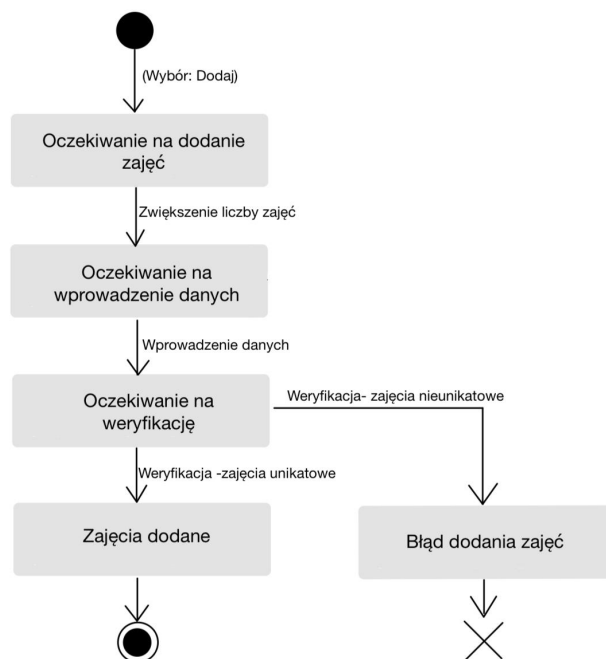 (Wybór: Dodaj)
Oczekiwanie na dodanie
zajęć
Zwiększenie liczby zajęć
Oczekiwanie na
wprowadzenie danych
Wprowadzenie danych
Oczekiwanie na
weryfikację
Weryfikacja- zajęcia nieunikatowe
Weryfikacja -zajęcia unikatowe
Zajęcia dodane
Błąd dodania zajęć